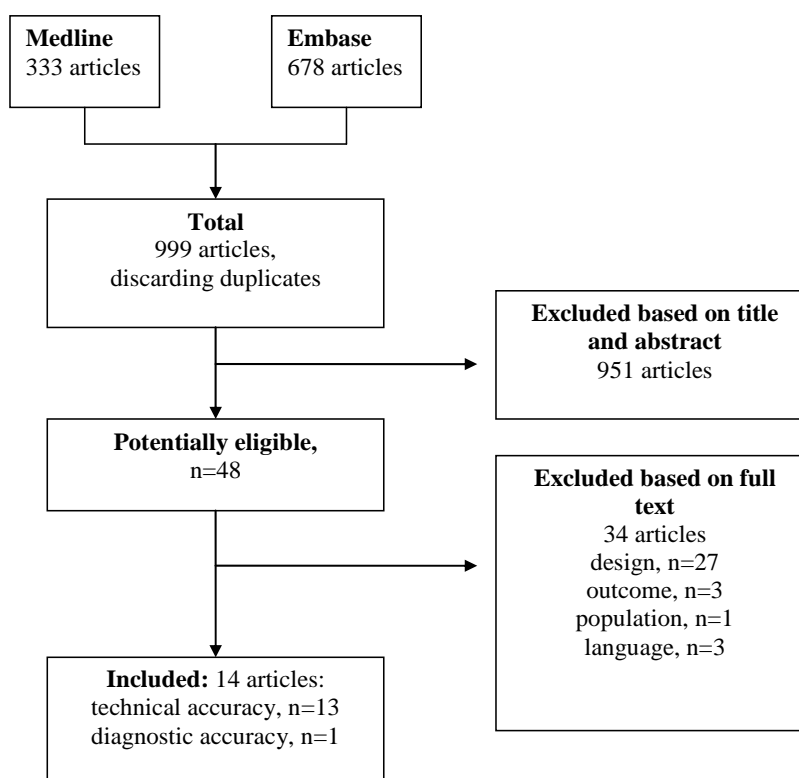 Medline
333 articles
Embase
678 articles
Total
999 articles,
discarding duplicates
Excluded based on title
and abstract
951 articles
Potentially eligible,
n=48
Excluded based on full
text
34 articles
design, n=27
outcome, n=3
population, n=1
language, n=3
Included: 14 articles:
technical accuracy, n=13
diagnostic accuracy, n=1